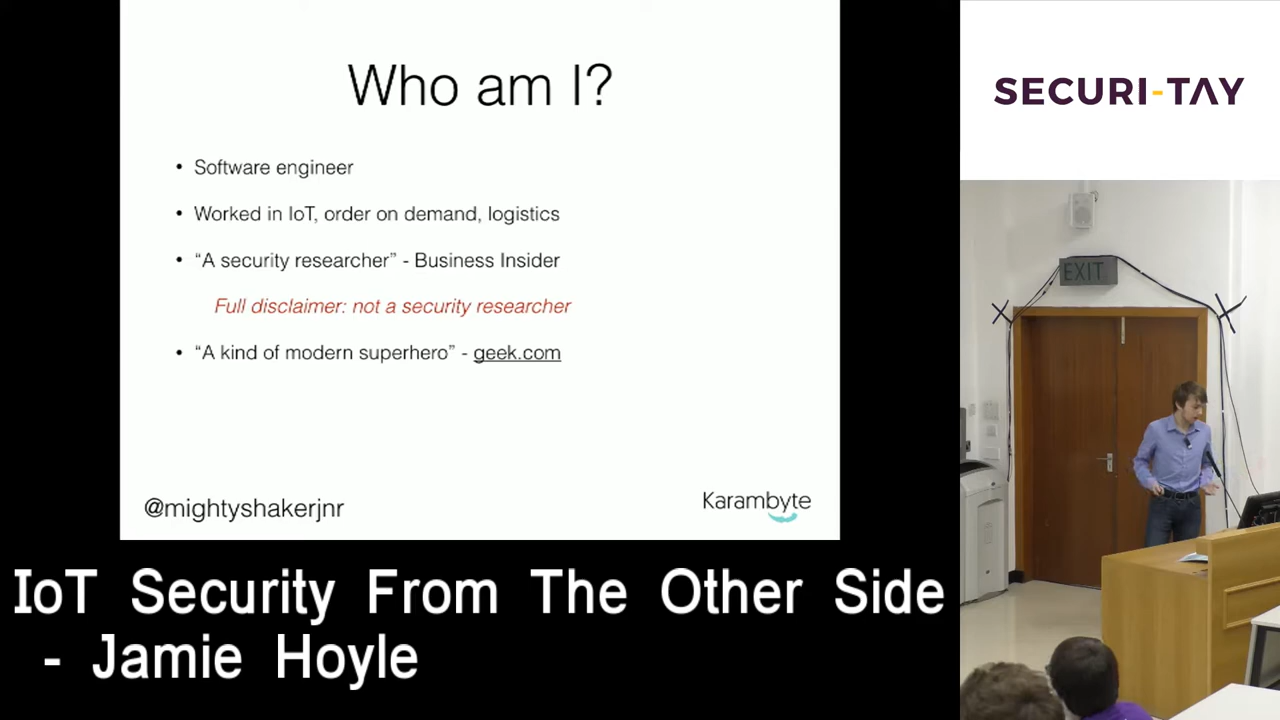 Who am I?
• Software engineer
• Worked in IoT, order on demand, logistics
• “A security researcher” - Business Insider
Full disclaimer: not a security researcher
• “A kind of modern superhero” - geek.com
@mightyshakerjnr
Karambyte
SECURI-TAY
EXIT
IoT Security From The Other Side
- Jamie Hoyle